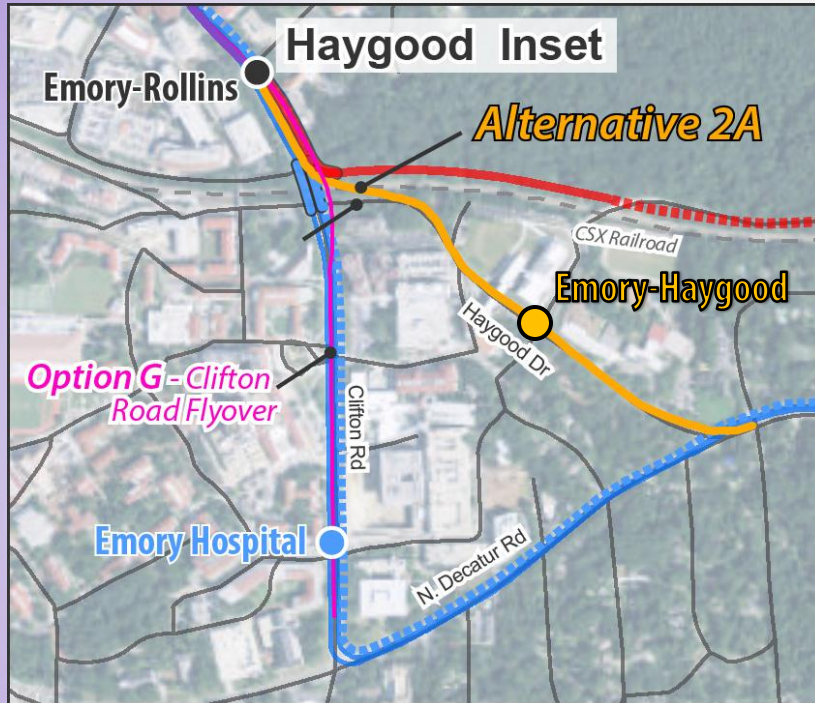 Haygood Inset
Emory-Rollins
Alternative 2A
CSX Railroad
Emory-Haygood
Haygood Dr
Option G - Clifton
Road Flyover
Clifton Rd
Emory Hospital
N. Decatur Rd